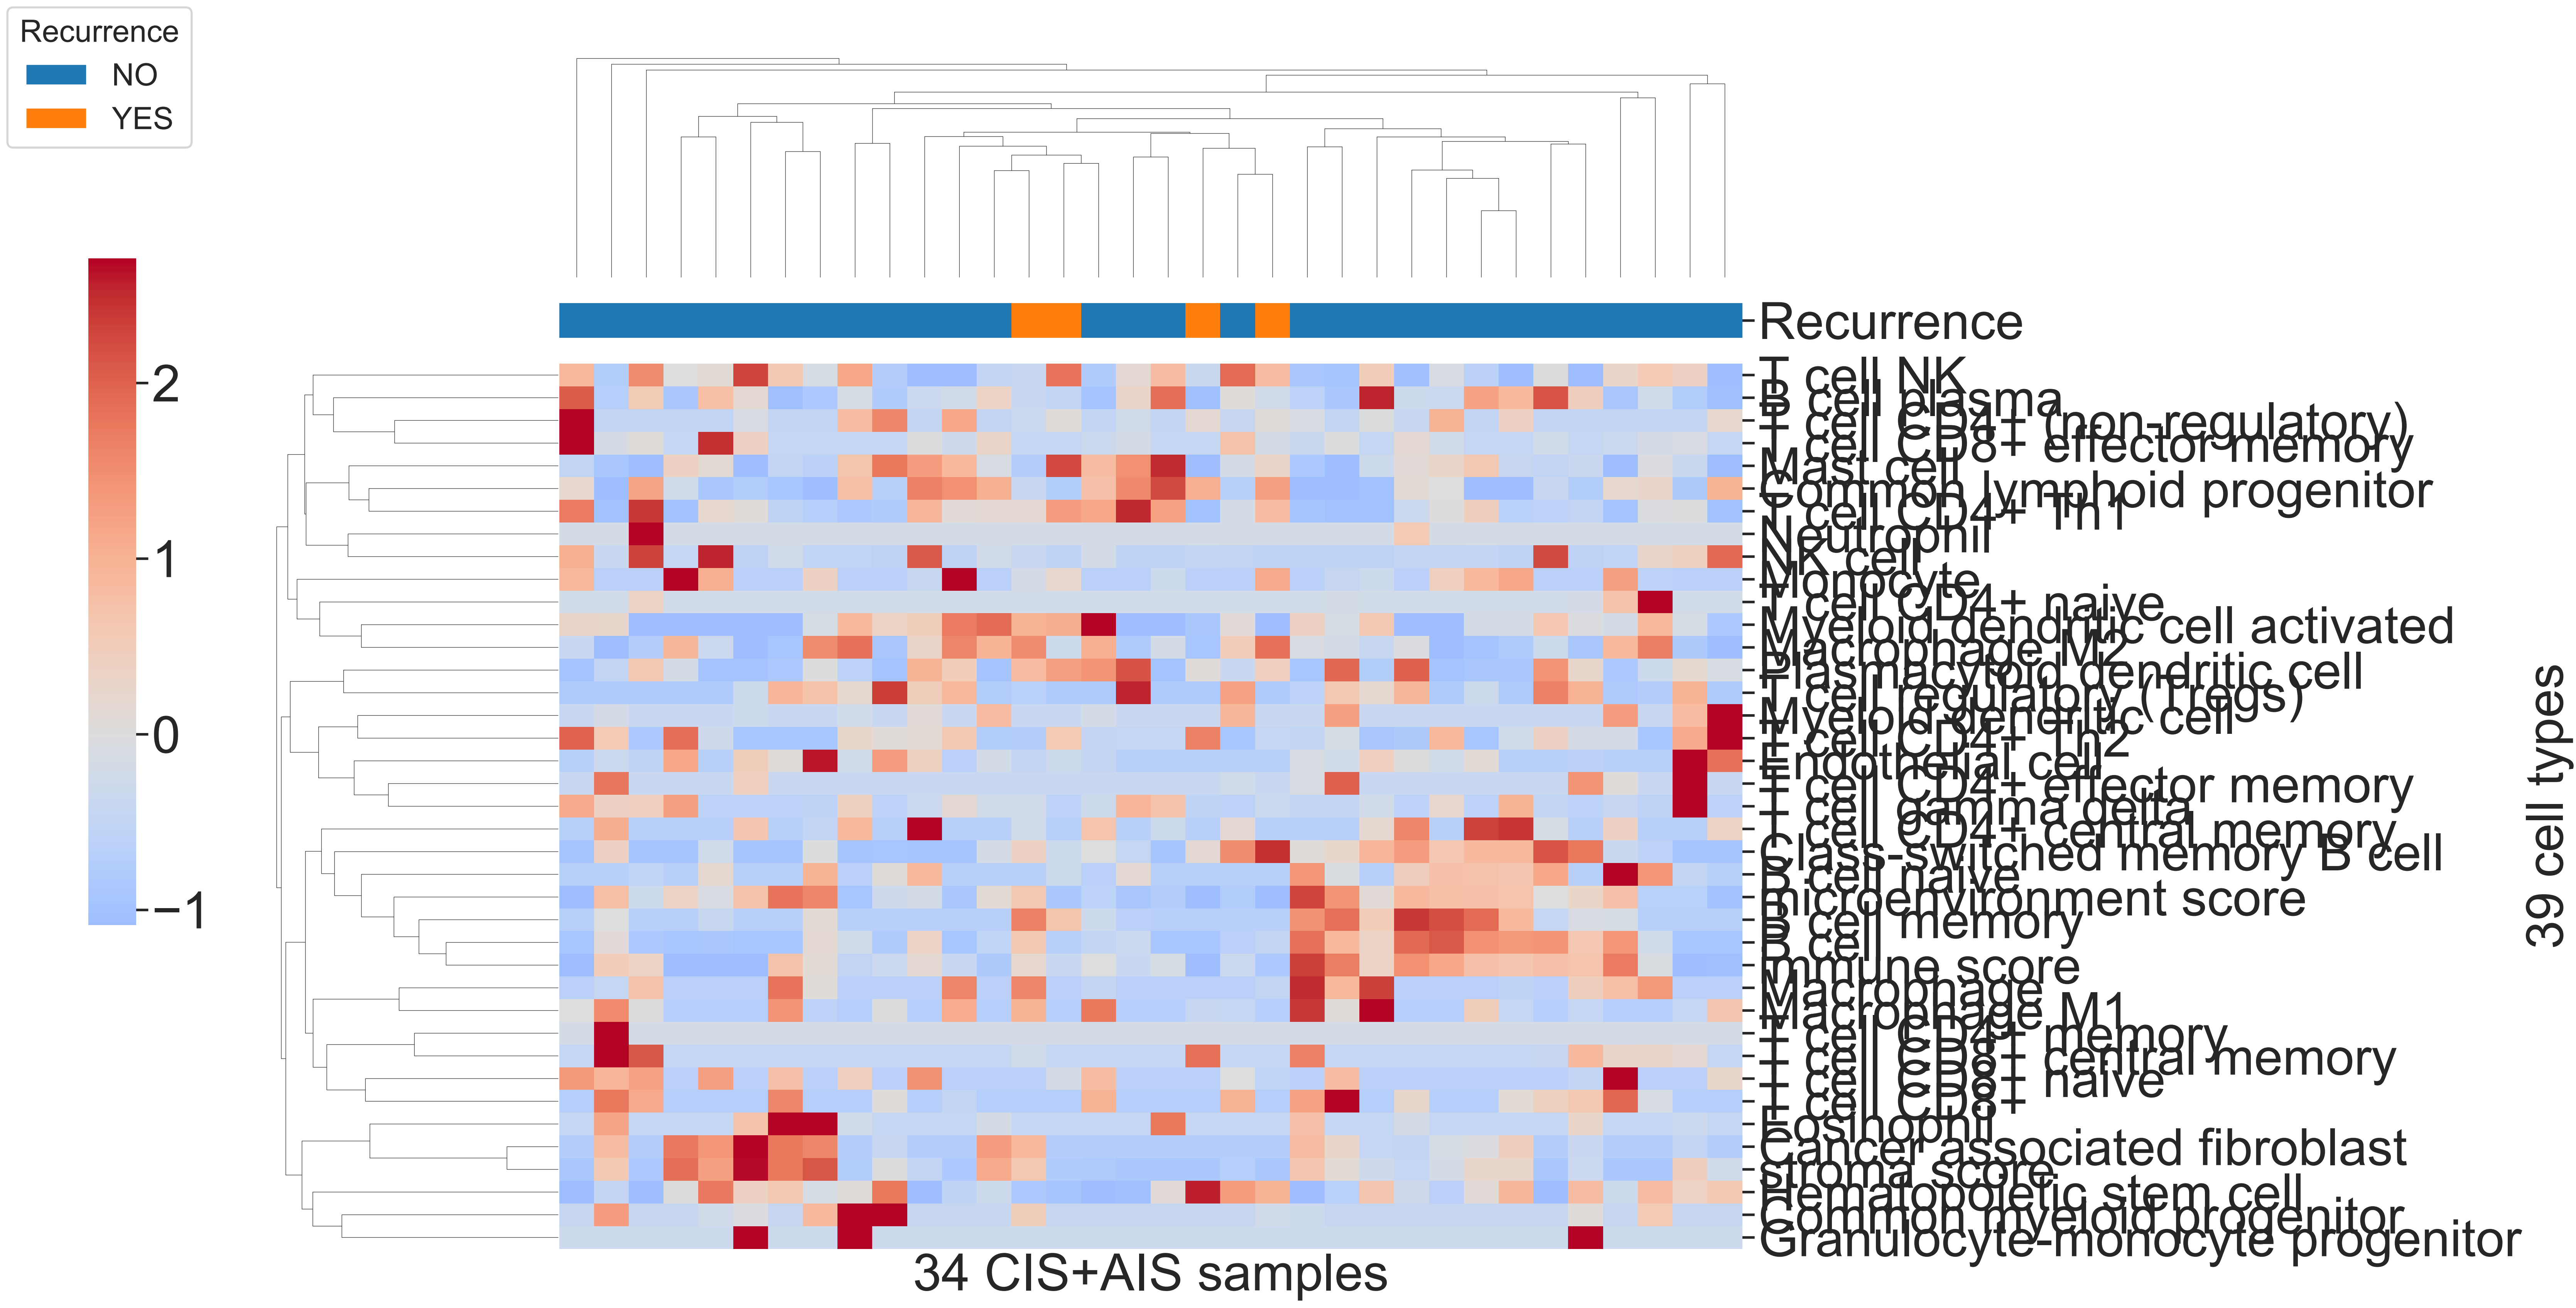 Recurrence
NO
YES
2
1
0
−1
Recurrence
T cell NK
B cell plasma
T cell CD4+ (non-regulatory)
T cell CD8+ effector memory
Mast cell
Common lymphoid progenitor
T cell CD4+ Th1
Neutrophil
NK cell
Monocyte
T cell CD4+ naive
Myeloid dendritic cell activated
Macrophage M2
Plasmacytoid dendritic cell
T cell regulatory (Tregs)
Myeloid dendritic cell
T cell CD4+ Th2
Endothelial cell
T cell CD4+ effector memory
T cell gamma delta
T cell CD4+ central memory
Class-switched memory B cell
B cell naive
microenvironment score
B cell memory
B cell
immune score
Macrophage
Macrophage M1
T cell CD4+ memory
T cell CD8+ central memory
T cell CD8+ naive
T cell CD8+
Eosinophil
Cancer associated fibroblast
stroma score
Hematopoietic stem cell
Common myeloid progenitor
Granulocyte-monocyte progenitor
39 cell types
34 CIS+AIS samples